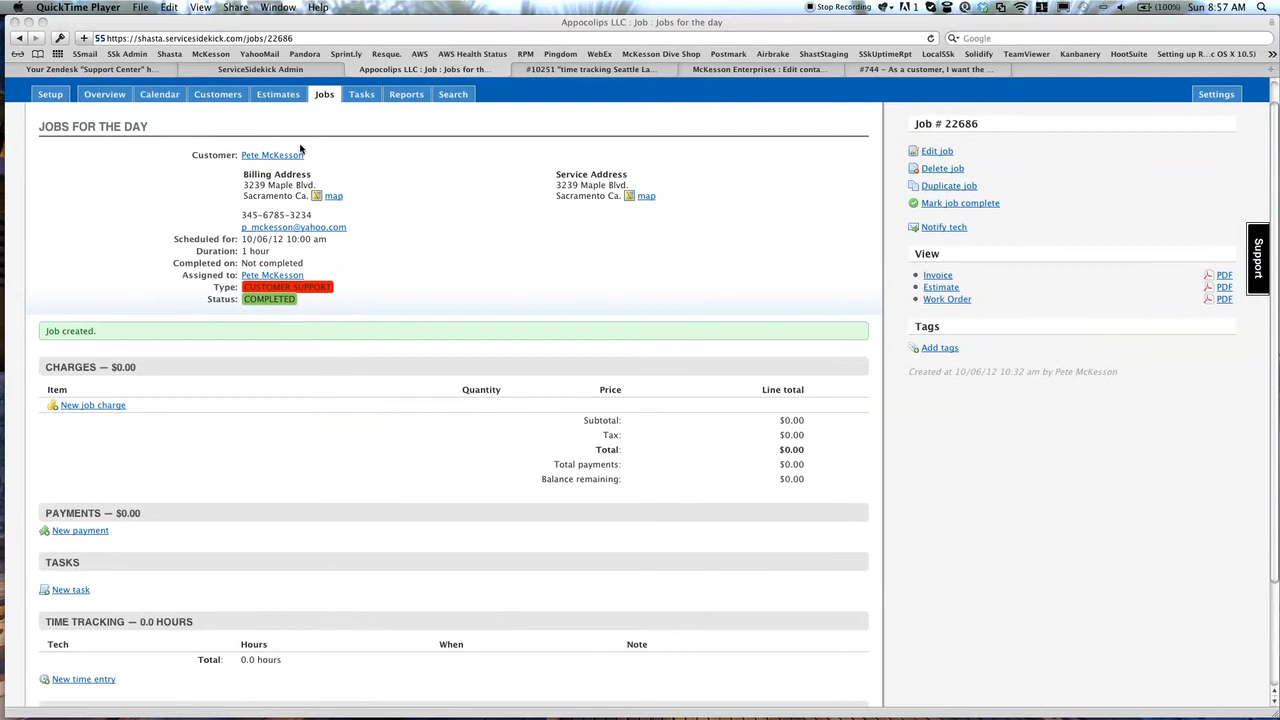 QuickTime Player File Edit View Share Window Help Stop Recording 1 (100%) Sun 8:57 AM
Appocolips LLC : Job : Jobs for the day
SS https://shasta.servicesidekick.com/jobs/22686 Google
SSmail SSk Admin Shasta McKesson YahooMail Pandora Sprint.ly Resque. AWS AWS Health Status RPM Pingdom WebEx McKesson Dive Shop Postmark Airbrake ShastStaging SSkUptimeRpt LocalSSk Solidify TeamViewer Kanbanery HootSuite Setting up R...c OS X 10.5)
Your Zendesk "Support Center" h... ServiceSidekick Admin Appocolips LLC : Job : Jobs for th... #10251 "time tracking Seattle La... McKesson Enterprises : Edit conta... #744 – As a customer, I want the ...
Setup Overview Calendar Customers Estimates Jobs Tasks Reports Search Settings
JOBS FOR THE DAY
Customer: Pete McKesson
Billing Address
3239 Maple Blvd.
Sacramento Ca. map
345-6785-3234
p_mckesson@yahoo.com
Service Address
3239 Maple Blvd.
Sacramento Ca. map
Scheduled for: 10/06/12 10:00 am
Duration: 1 hour
Completed on: Not completed
Assigned to: Pete McKesson
Type: CUSTOMER SUPPORT
Status: COMPLETED
Job created.
CHARGES — $0.00
Item Quantity Price Line total
New job charge
Subtotal: $0.00
Tax: $0.00
Total: $0.00
Total payments: $0.00
Balance remaining: $0.00
PAYMENTS — $0.00
New payment
TASKS
New task
TIME TRACKING — 0.0 HOURS
Tech Hours When Note
Total: 0.0 hours
New time entry
Job # 22686
Edit job
Delete job
Duplicate job
Mark job complete
Notify tech
View
Invoice PDF
Estimate PDF
Work Order PDF
Tags
Add tags
Created at 10/06/12 10:32 am by Pete McKesson
Support